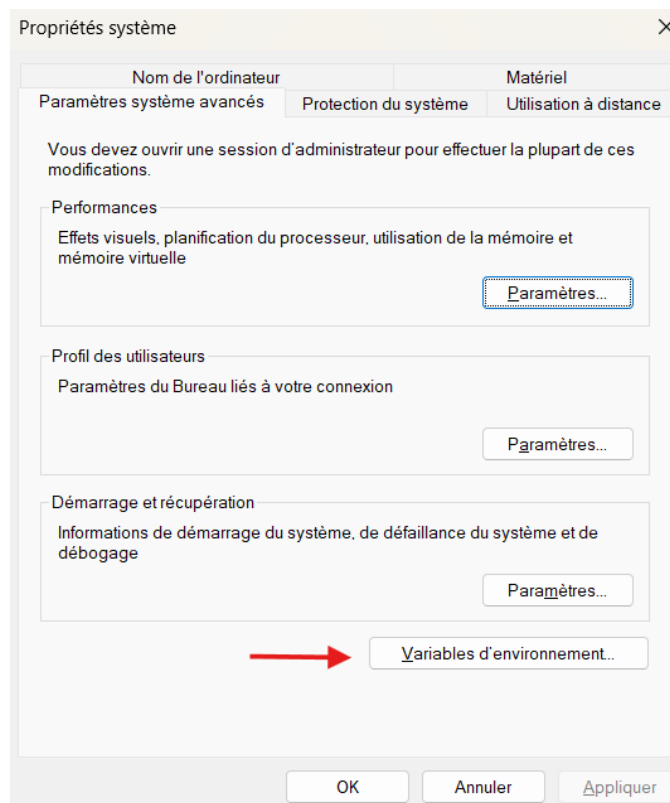 Propriétés système
Nom de l'ordinateur
Matériel
Paramètres système avancés
Protection du système
Utilisation à distance
Vous devez ouvrir une session d'administrateur pour effectuer la plupart de ces
modifications.
Performances
Effets visuels, planification du processeur, utilisation de la mémoire et
mémoire virtuelle
Paramètres...
Profil des utilisateurs
Paramètres du Bureau liés à votre connexion
Paramètres...
Démarrage et récupération
Informations de démarrage du système, de défaillance du système et de
débogage
Paramètres...
Variables d'environnement...
OK
Annuler
Appliquer